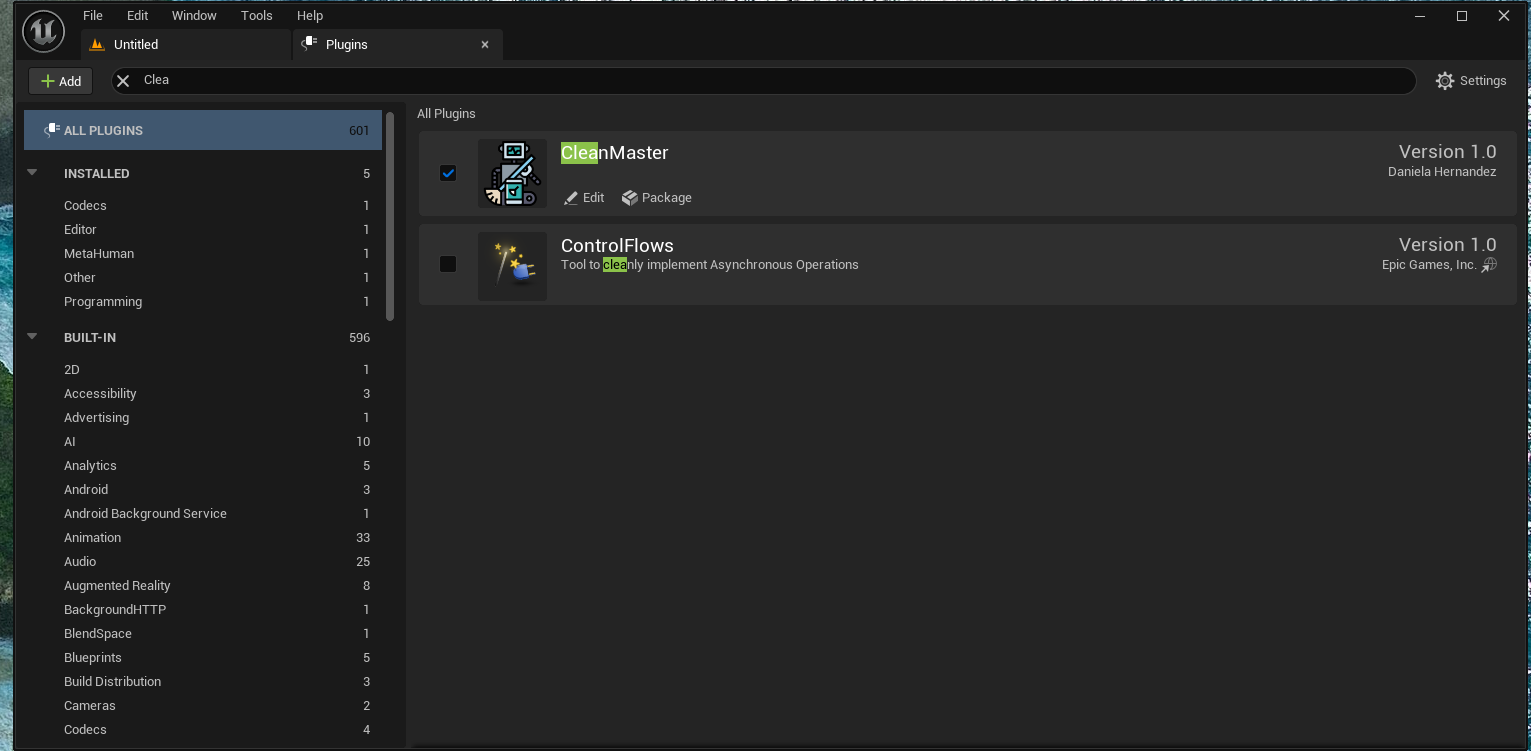 File Edit Window Tools Help
Untitled
Plugins
Add
Clea
Settings
ALL PLUGINS 601
INSTALLED 5
Codecs 1
Editor 1
MetaHuman 1
Other 1
Programming 1
BUILT-IN 596
2D 1
Accessibility 3
Advertising 1
AI 10
Analytics 5
Android 3
Android Background Service 1
Animation 33
Audio 25
Augmented Reality 8
BackgroundHTTP 1
BlendSpace 1
Blueprints 5
Build Distribution 3
Cameras 2
Codecs 4
All Plugins
CleanMaster
Version 1.0
Daniela Hernandez
Edit
Package
ControlFlows
Version 1.0
Tool to cleanly implement Asynchronous Operations
Epic Games, Inc.